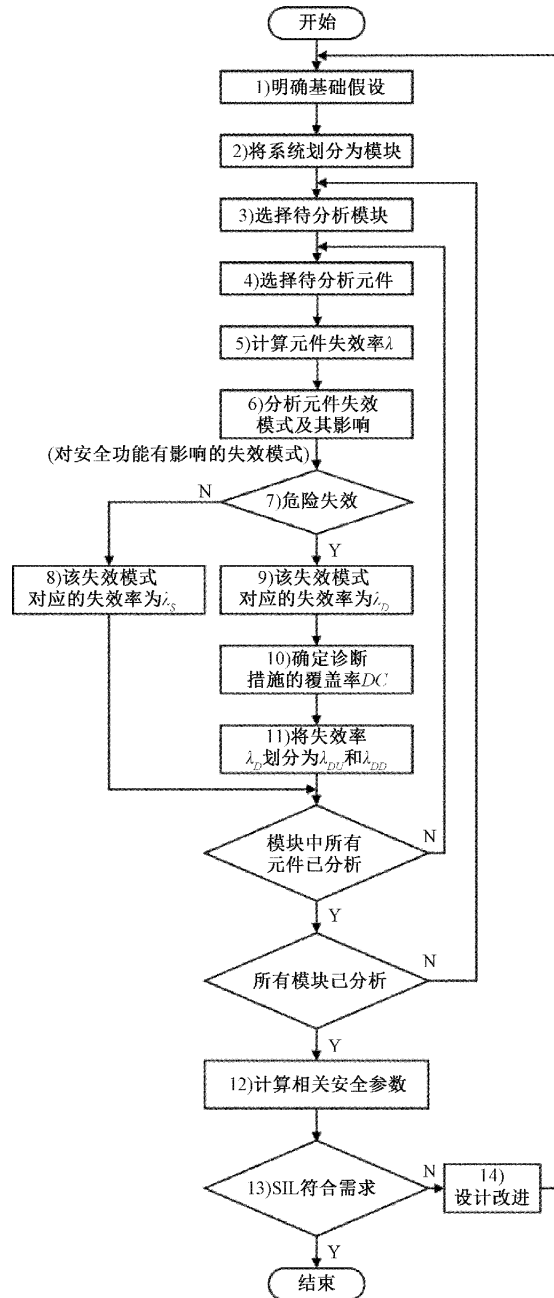 开始
1)明确基础假设
2)将系统划分为模块
3)选择待分析模块
4)选择待分析元件
5)计算元件失效率λ
6)分析元件失效
模式及其影响
(对安全功能有影响的失效模式)
N
7)危险失效
Y
8)该失效模式
对应的失效率为λS
9)该失效模式
对应的失效率为λD
10)确定诊断
措施的覆盖率DC
11)将失效率
λD划分为λDU和λDD
模块中所有
元件已分析
N
Y
所有模块已分析
N
Y
12)计算相关安全参数
13)SIL符合需求
N
14)
设计改进
Y
结束